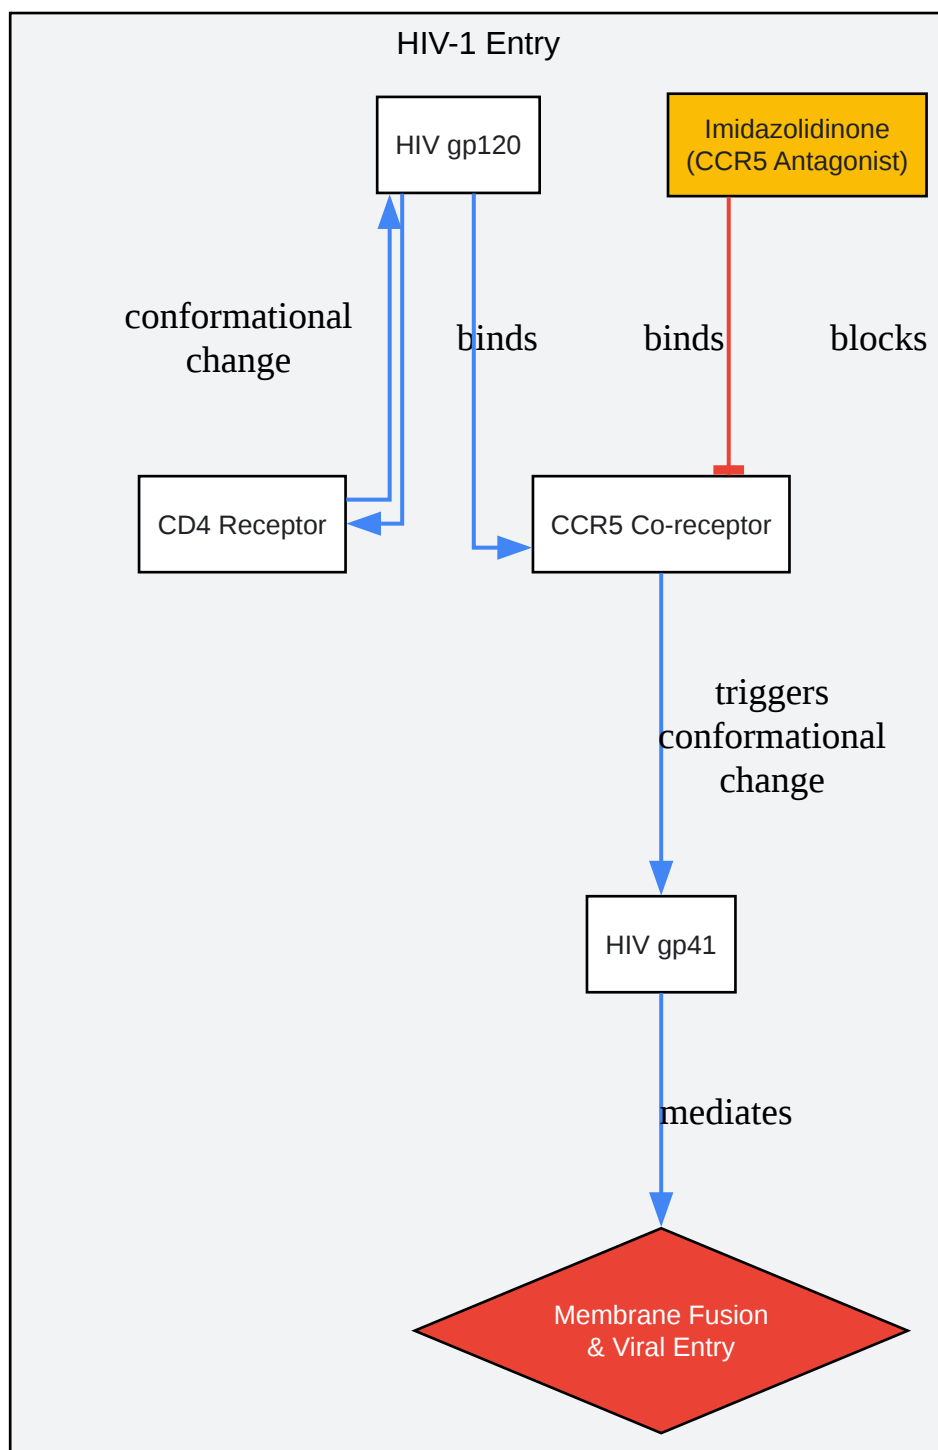 HIV-1 Entry
HIV gp120
Imidazolidinone
(CCR5 Antagonist)
conformational
change
binds
binds
blocks
CD4 Receptor
CCR5 Co-receptor
triggers
conformational
change
HIV gp41
mediates
Membrane Fusion
& Viral Entry